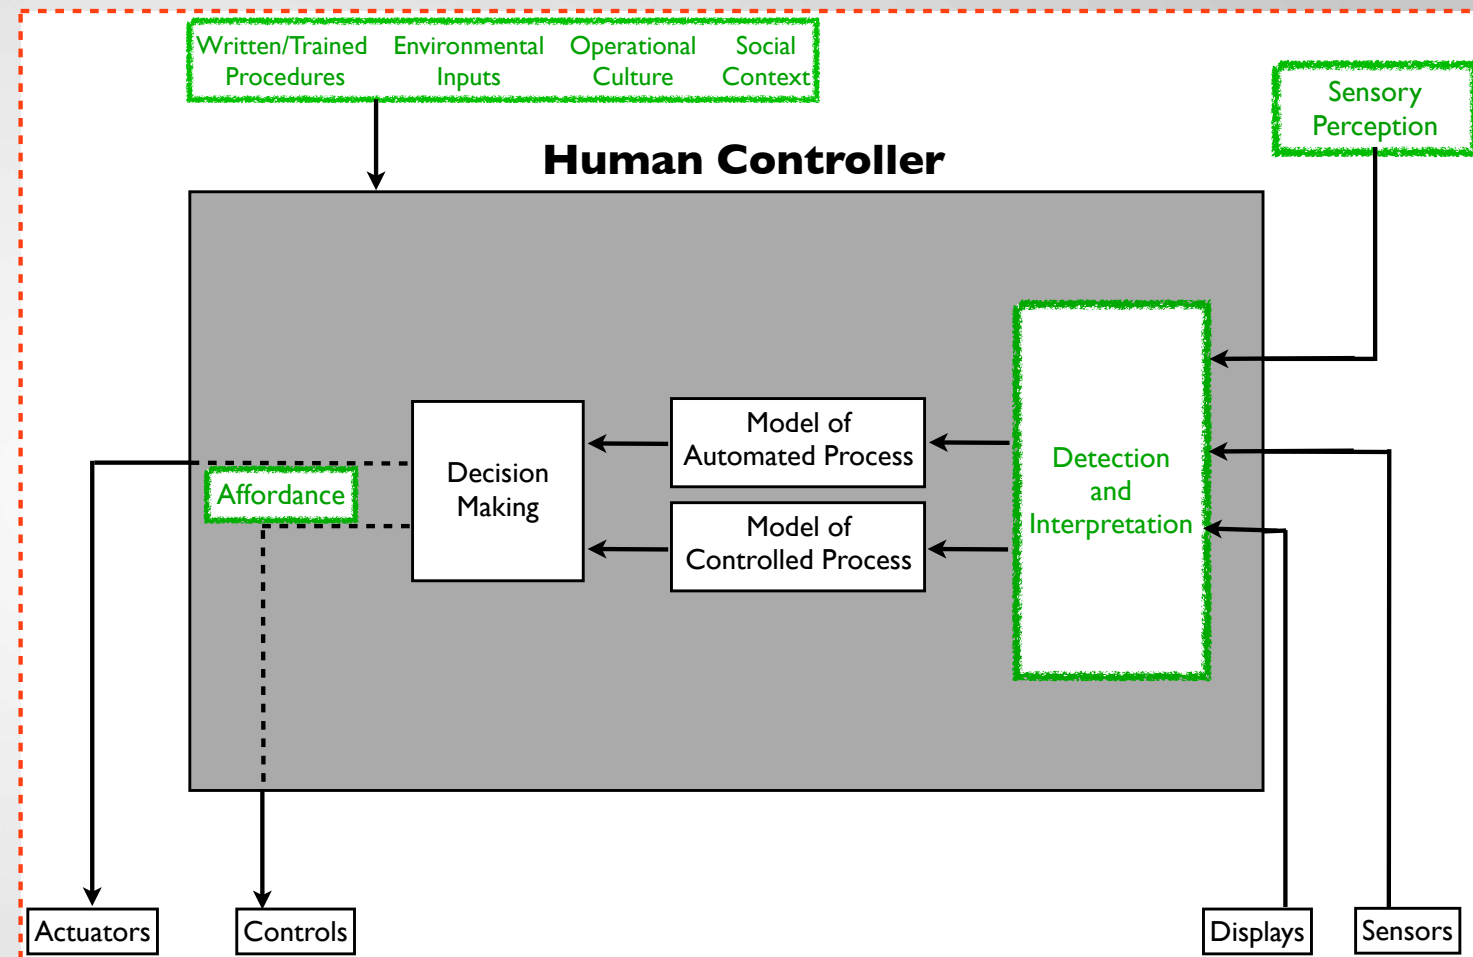 Written/Trained Environmental Operational Social
Procedures Inputs Culture Context
Sensory
Perception
Human Controller
Model of
Automated Process
Decision
Making
Affordance
Detection
and
Interpretation
Model of
Controlled Process
Actuators
Controls
Displays
Sensors